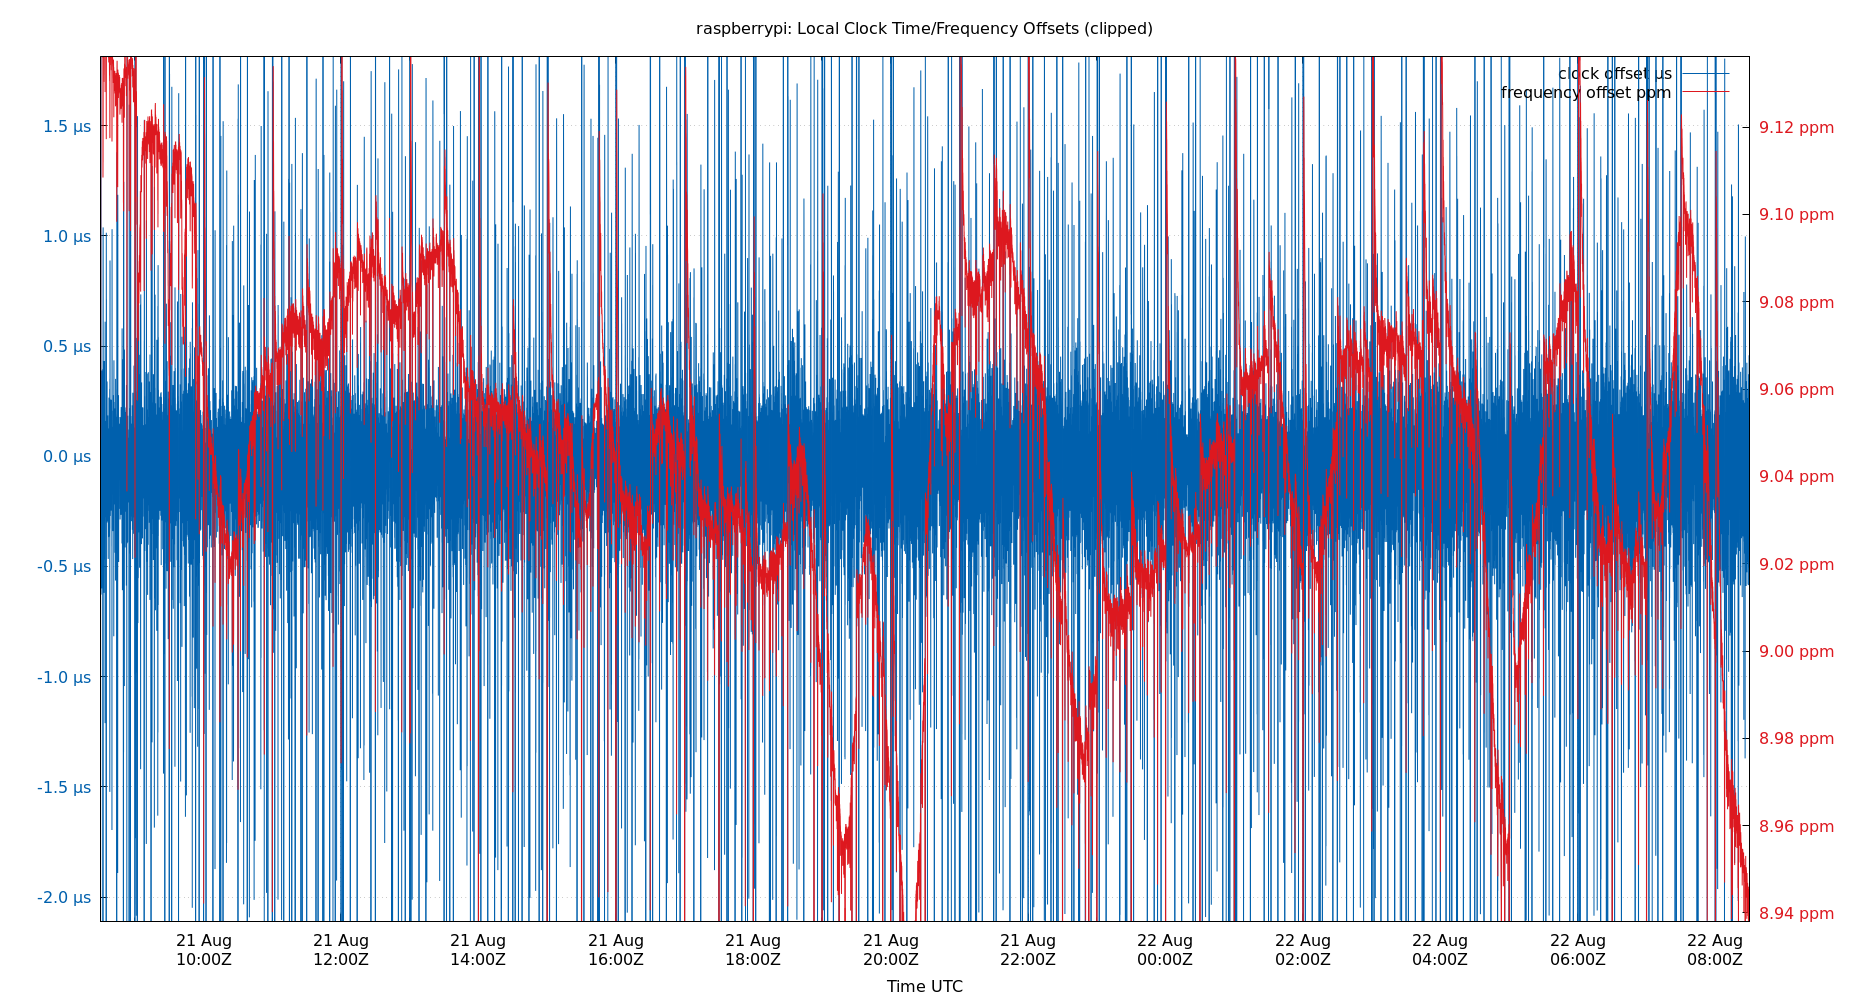 raspberrypi: Local Clock Time/Frequency Offsets (clipped)
clock offset µs
frequency offset ppm
1.5 µs
1.0 µs
0.5 µs
0.0 µs
-0.5 µs
-1.0 µs
-1.5 µs
-2.0 µs
9.12 ppm
9.10 ppm
9.08 ppm
9.06 ppm
9.04 ppm
9.02 ppm
9.00 ppm
8.98 ppm
8.96 ppm
8.94 ppm
21 Aug 21 Aug 21 Aug 21 Aug 21 Aug 21 Aug 21 Aug 22 Aug 22 Aug 22 Aug 22 Aug 22 Aug
10:00Z 12:00Z 14:00Z 16:00Z 18:00Z 20:00Z 22:00Z 00:00Z 02:00Z 04:00Z 06:00Z 08:00Z
Time UTC